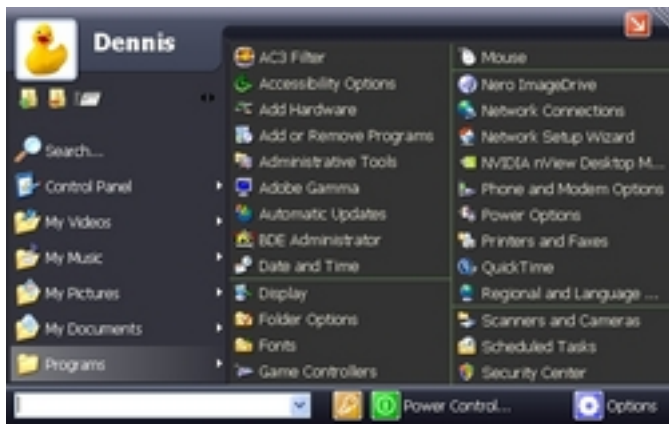 Dennis
Search...
Control Panel
My Videos
My Music
My Pictures
My Documents
Programs
AC3 Filter
Accessibility Options
Add Hardware
Add or Remove Programs
Administrative Tools
Adobe Gamma
Automatic Updates
BDE Administrator
Date and Time
Display
Folder Options
Fonts
Game Controllers
Mouse
Nero ImageDrive
Network Connections
Network Setup Wizard
NVIDIA nView Desktop M...
Phone and Modem Options
Power Options
Printers and Faxes
QuickTime
Regional and Language ...
Scanners and Cameras
Scheduled Tasks
Security Center
Power Control...
Options